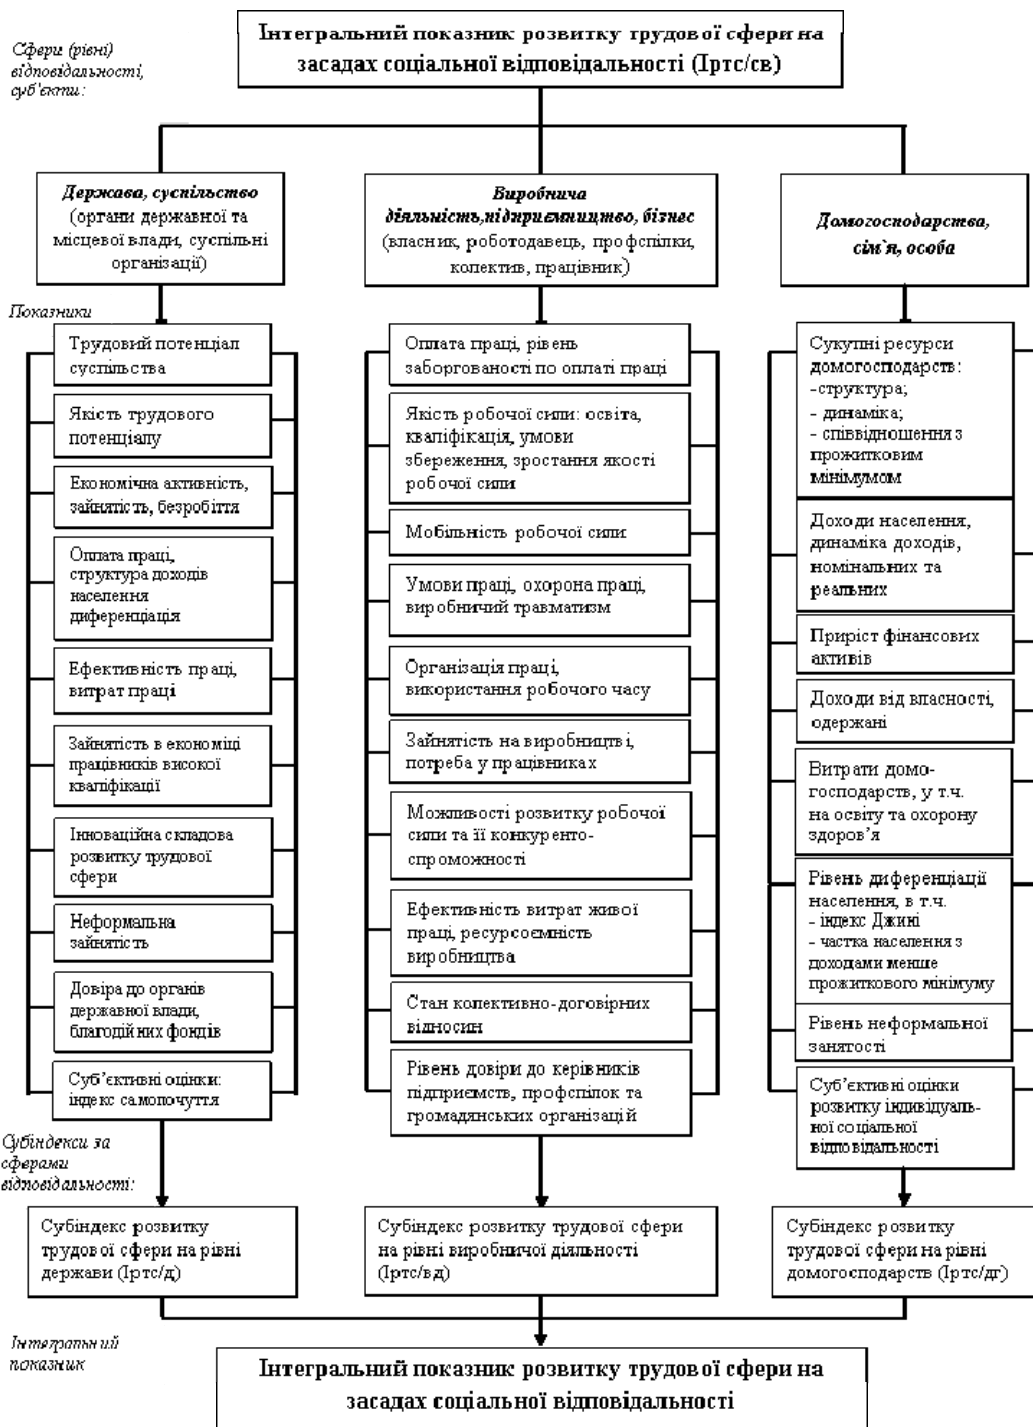 Сфери (рівні)
відповідальності,
суб'єкти:
Інтегральний показник розвитку трудової сфери на
засадах соціальної відповідальності (Іртс/св)
Держава, суспільство
(органи державної та
місцевої влади, суспільні
організації)
Виробнича
діяльність,підприємництво, бізнес
(власник, роботодавець, профспілки,
колектив, працівник)
Домогосподарства,
сім`я, особа
Показники
Трудовий потенціал
суспільства
Якість трудового
потенціалу
Економічна активність,
зайнятість, безробіття
Оплата праці,
структура доходів
населення
диференціація
Ефективність праці,
витрат праці
Зайнятість в економіці
працівників високої
кваліфікації
Інноваційна складова
розвитку трудової
сфери
Неформальна
зайнятість
Довіра до органів
державної влади,
благодійних фондів
Суб'єктивні оцінки:
індекс самопочуття
Оплата праці, рівень
заборгованості по оплаті праці
Якість робочої сили: освіта,
кваліфікація, умови
збереження, зростання якості
робочої сили
Мобільність робочої сили
Умови праці, охорона праці,
виробничий травматизм
Організація праці,
використання робочого часу
Зайнятість на виробництві,
потреба у працівниках
Можливості розвитку робочої
сили та її конкуренто-
спроможності
Ефективність витрат живої
праці, ресурсоємність
виробництва
Стан колективно-договірних
відносин
Рівень довіри до керівників
підприємств, профспілок та
громадянських організацій
Сукупні ресурси
домогосподарств:
-структура;
- динаміка;
- співвідношення з
прожитковим
мінімумом
Доходи населення,
динаміка доходів,
номінальних та
реальних
Приріст фінансових
активів
Доходи від власності,
одержані
Витрати домо-
господарств, у т.ч.
на освіту та охорону
здоров'я
Рівень диференціації
населення, в т.ч.
- індекс Джині
- частка населення з
доходами менше
прожиткового мінімуму
Рівень неформальної
занятості
Суб'єктивні оцінки
розвитку індивідуаль-
ної соціальної
відповідальності
Субіндекси за
сферами
відповідальності:
Субіндекс розвитку
трудової сфери на рівні
держави (Іртс/д)
Субіндекс розвитку трудової сфери
на рівні виробничої діяльності
(Іртс/вд)
Субіндекс розвитку
трудової сфери на рівні
домогосподарств (Іртс/дг)
Інтегральний
показник
Інтегральний показник розвитку трудової сфери на
засадах соціальної відповідальності